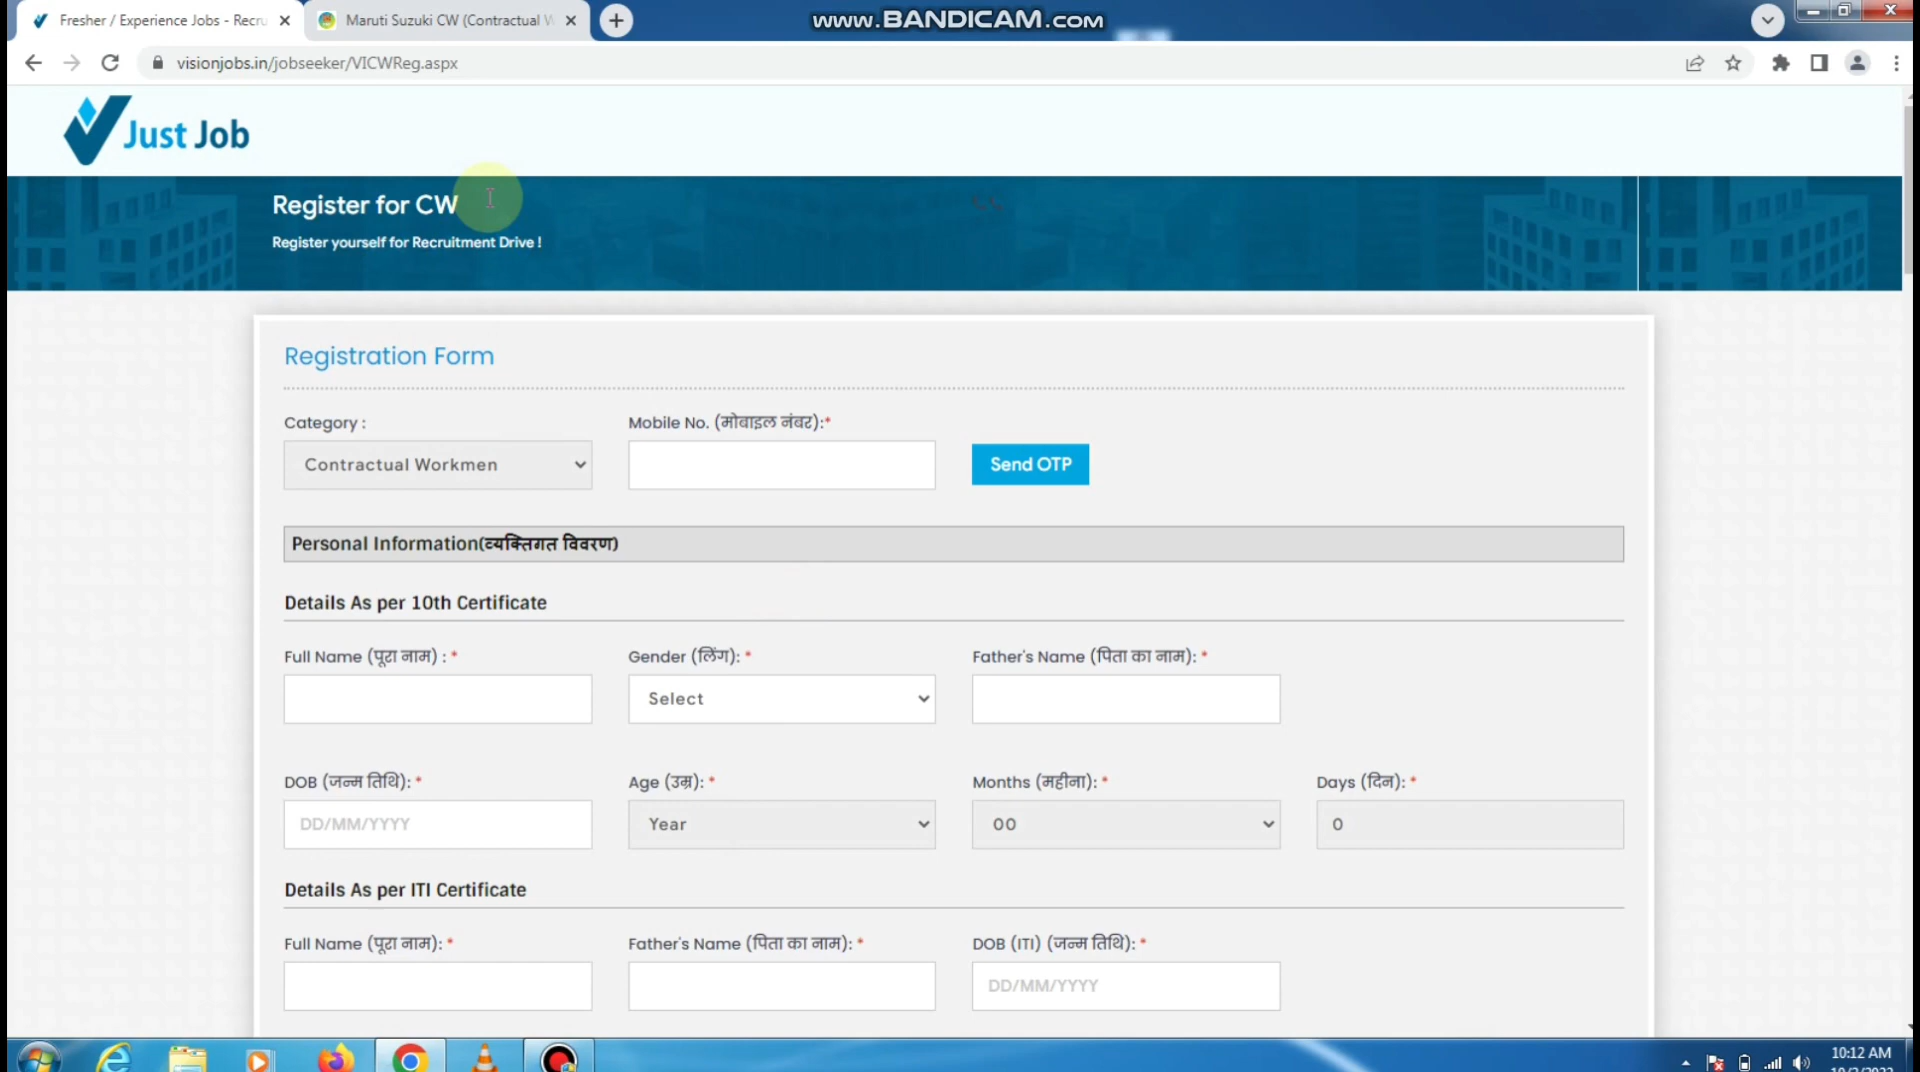 Fresher / Experience Jobs - Recru
Maruti Suzuki CW (Contractual W
www.BANDICAM.com
visionjobs.in/jobseeker/VICWReg.aspx
Just Job
Register for CW
Register yourself for Recruitment Drive !
Registration Form
Category :
Mobile No. (मोबाइल नंबर):*
Contractual Workmen
Send OTP
Personal Information(व्यक्तिगत विवरण)
Details As per 10th Certificate
Full Name (पूरा नाम) : *
Gender (लिंग): *
Father's Name (पिता का नाम): *
Select
DOB (जन्म तिथि): *
Age (उम्र): *
Months (महीना): *
Days (दिन): *
DD/MM/YYYY
Year
00
0
Details As per ITI Certificate
Full Name (पूरा नाम): *
Father's Name (पिता का नाम): *
DOB (ITI) (जन्म तिथि): *
DD/MM/YYYY
10:12 AM